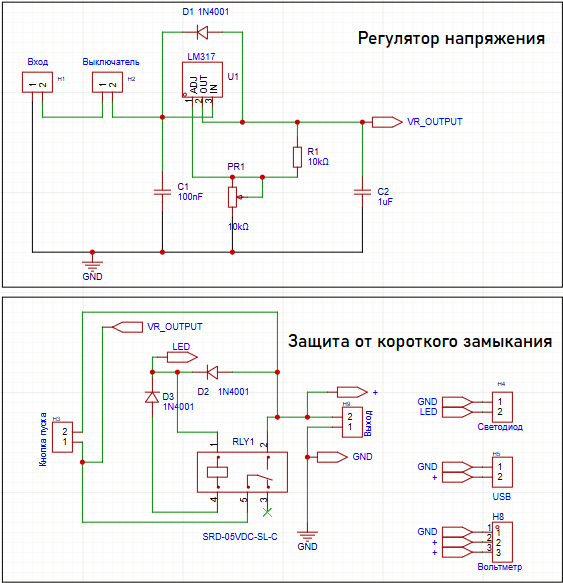 D1 1N4001
Регулятор напряжения
LM317
Вход
Выключатель
H1
H2
U1
1 2
1 2
ADJ
OUT
IN
1 2 3
VR_OUTPUT
R1
10kΩ
PR1
10kΩ
C1
100nF
C2
1uF
GND
VR_OUTPUT
Защита от короткого замыкания
LED
D2 1N4001
D3
1N4001
H3
2
1
Кнопка пуска
RLY1
1
2
4
5
3
SRD-05VDC-SL-C
+
H9
2
1
Выход
GND
GND
H4
GND
LED
1
2
Светодиод
H5
GND
+
1
2
USB
H8
GND
+
+
1
2
3
1
2
3
Вольтметр